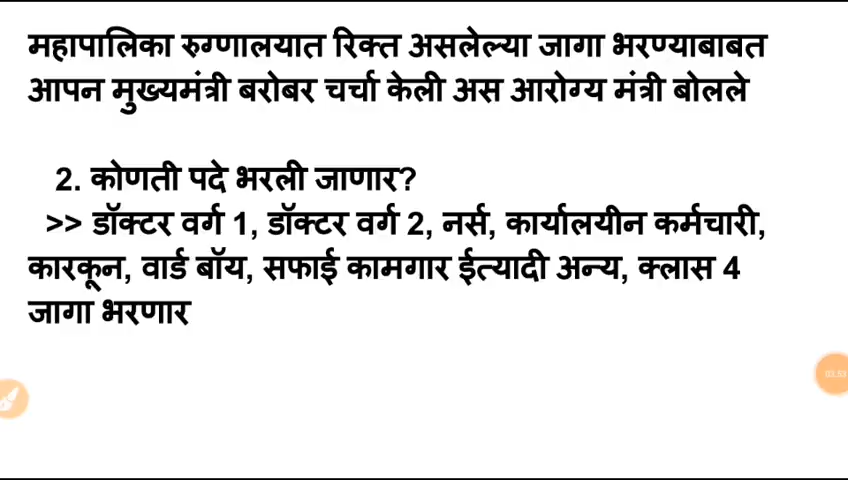 महापालिका रुग्णालयात रिक्त असलेल्या जागा भरण्याबाबत
आपन मुख्यमंत्री बरोबर चर्चा केली अस आरोग्य मंत्री बोलले
2. कोणती पदे भरली जाणार?
>> डॉक्टर वर्ग 1, डॉक्टर वर्ग 2, नर्स, कार्यालयीन कर्मचारी,
कारकून, वार्ड बॉय, सफाई कामगार ईत्यादी अन्य, क्लास 4
जागा भरणार